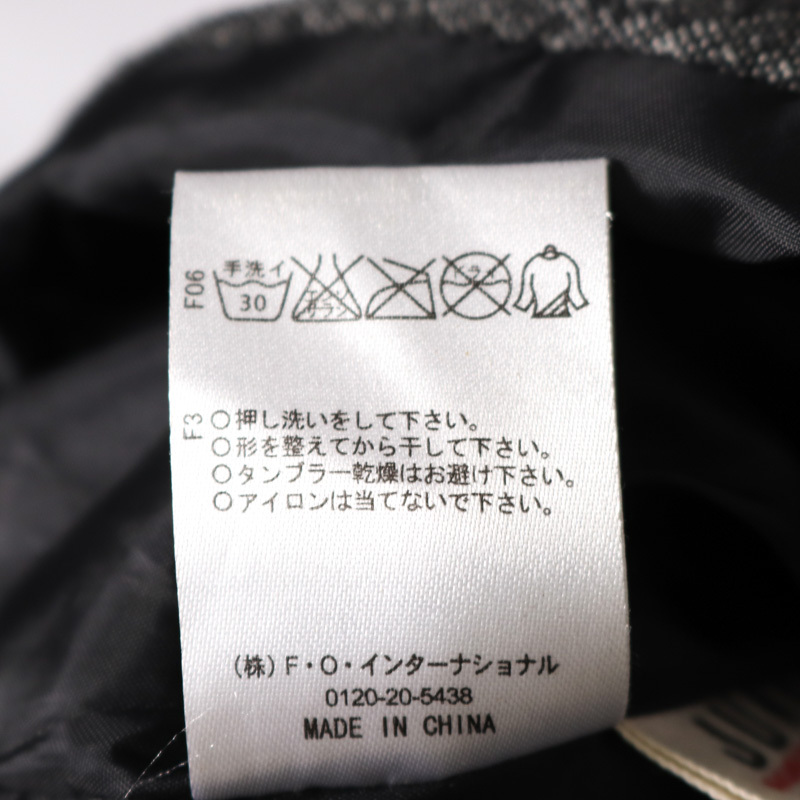 F06
手洗イ
30
エンソ
サラシ
ドライ
F3
○押し洗いをして下さい。
○形を整えてから干して下さい。
○タンブラー乾燥はお避け下さい。
○アイロンは当てないで下さい。
(株)F・O・インターナショナル
0120-20-5438
MADE IN CHINA